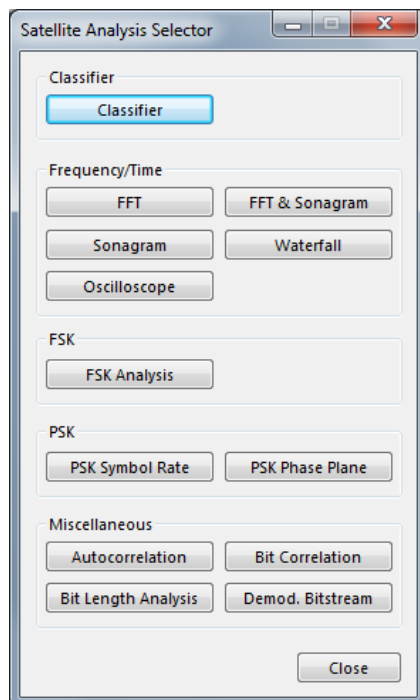 Satellite Analysis Selector
Classifier
Classifier
Frequency/Time
FFT FFT & Sonagram
Sonagram Waterfall
Oscilloscope
FSK
FSK Analysis
PSK
PSK Symbol Rate PSK Phase Plane
Miscellaneous
Autocorrelation Bit Correlation
Bit Length Analysis Demod. Bitstream
Close